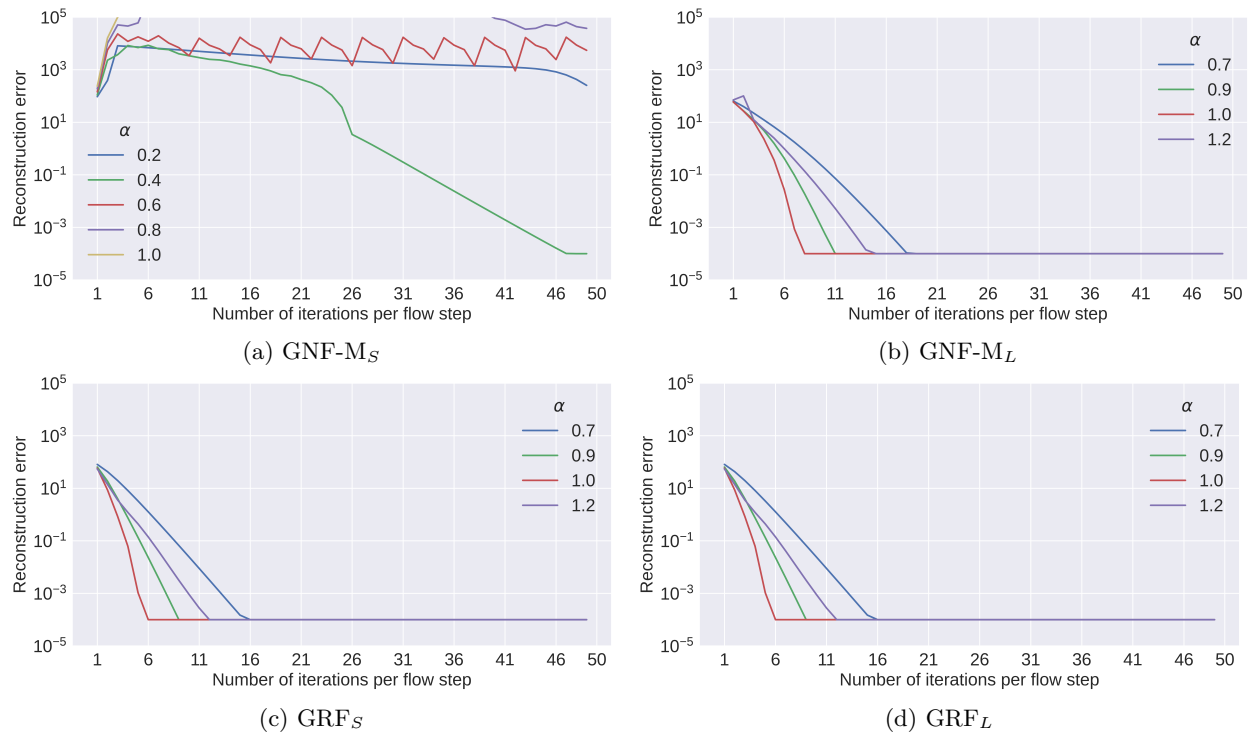 Reconstruction error
10^5
10^3
10^1
10^−1
10^−3
10^−5
α
0.2
0.4
0.6
0.8
1.0
1 6 11 16 21 26 31 36 41 46 50
Number of iterations per flow step
(a) GNF-M_S
Reconstruction error
10^5
10^3
10^1
10^−1
10^−3
10^−5
α
0.7
0.9
1.0
1.2
1 6 11 16 21 26 31 36 41 46 50
Number of iterations per flow step
(b) GNF-M_L
Reconstruction error
10^5
10^3
10^1
10^−1
10^−3
10^−5
α
0.7
0.9
1.0
1.2
1 6 11 16 21 26 31 36 41 46 50
Number of iterations per flow step
(c) GRF_S
Reconstruction error
10^5
10^3
10^1
10^−1
10^−3
10^−5
α
0.7
0.9
1.0
1.2
1 6 11 16 21 26 31 36 41 46 50
Number of iterations per flow step
(d) GRF_L